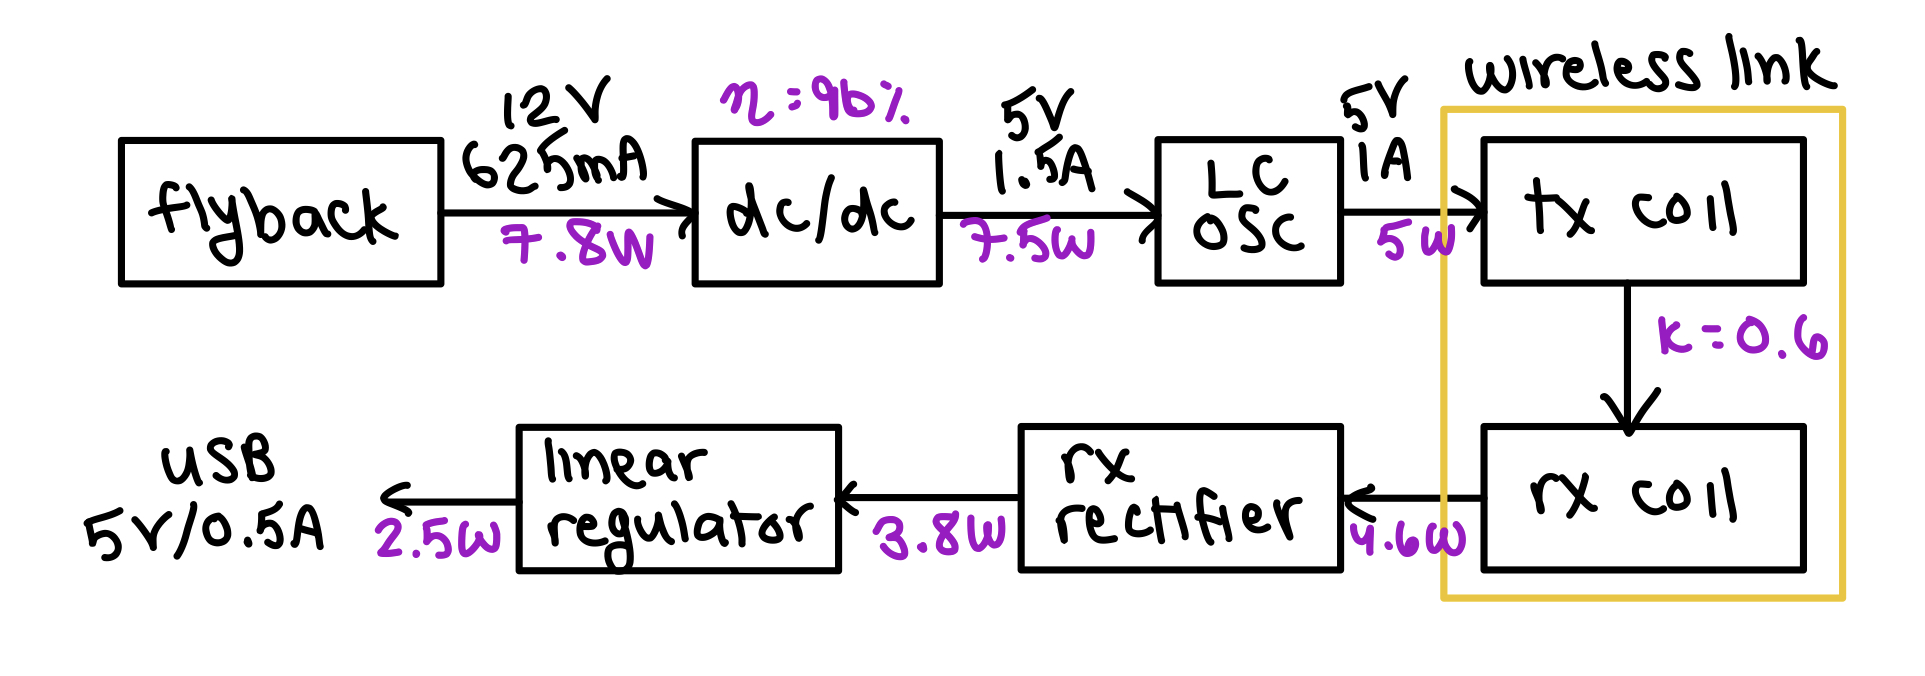 wireless link
12V
625mA
η=96%
5V
1.5A
5V
1A
flyback
dc/dc
LC
OSC
tx coil
7.8W
7.5W
5W
K=0.6
USB
5V/0.5A
linear
regulator
rx
rectifier
rx coil
2.5W
3.8W
4.6W